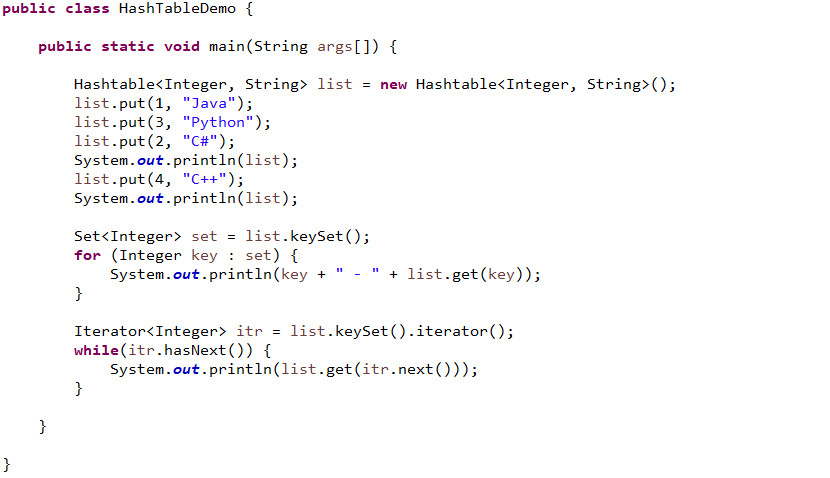 public class HashTableDemo {
public static void main(String args[]) {
Hashtable<Integer, String> list = new Hashtable<Integer, String>();
list.put(1, "Java");
list.put(3, "Python");
list.put(2, "C#");
System.out.println(list);
list.put(4, "C++");
System.out.println(list);
Set<Integer> set = list.keySet();
for (Integer key : set) {
System.out.println(key + " - " + list.get(key));
}
Iterator<Integer> itr = list.keySet().iterator();
while(itr.hasNext()) {
System.out.println(list.get(itr.next()));
}
}
}